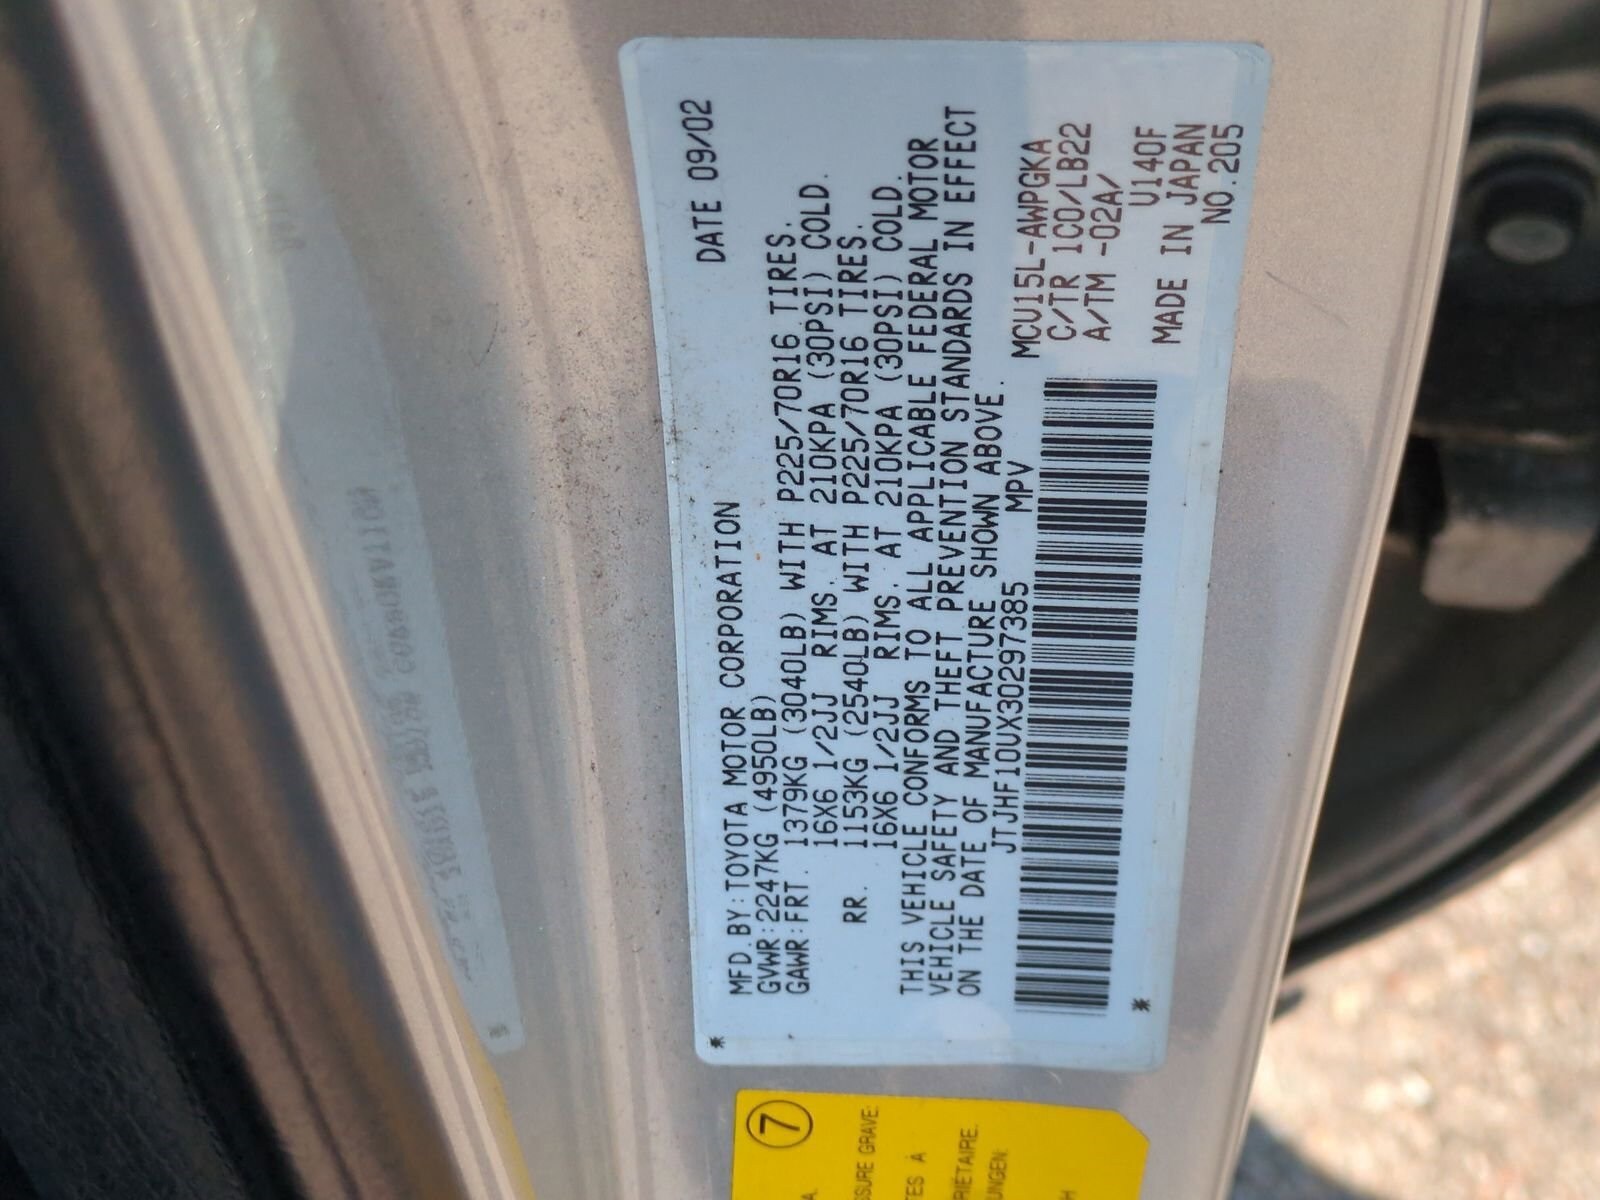 DATE 09/02
MFD.BY:TOYOTA MOTOR CORPORATION
GVWR:2247KG (4950LB)
GAWR:FRT. 1379KG (3040LB) WITH P225/70R16 TIRES.
16X6 1/2JJ RIMS. AT 210KPA (30PSI) COLD.
RR. 1153KG (2540LB) WITH P225/70R16 TIRES.
16X6 1/2JJ RIMS. AT 210KPA (30PSI) COLD.
THIS VEHICLE CONFORMS TO ALL APPLICABLE FEDERAL MOTOR
VEHICLE SAFETY AND THEFT PREVENTION STANDARDS IN EFFECT
ON THE DATE OF MANUFACTURE SHOWN ABOVE.
JTJHF10UX30297385 MPV
MCU15L-AWPGKA
C/TR 1C0/LB22
A/TM -02A/
U140F
MADE IN JAPAN
NO.205
7
GRAVE:
À